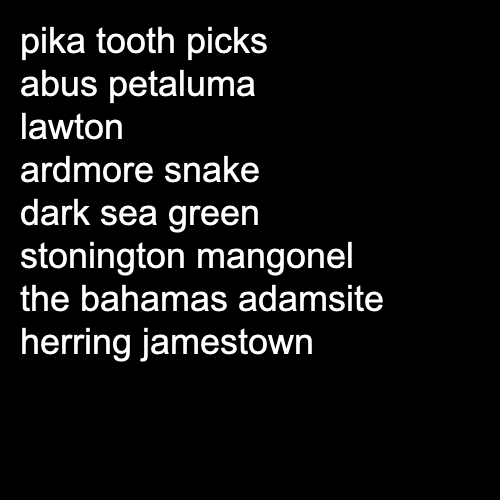 pika tooth picks
abus petaluma
lawton
ardmore snake
dark sea green
stonington mangonel
the bahamas adamsite
herring jamestown